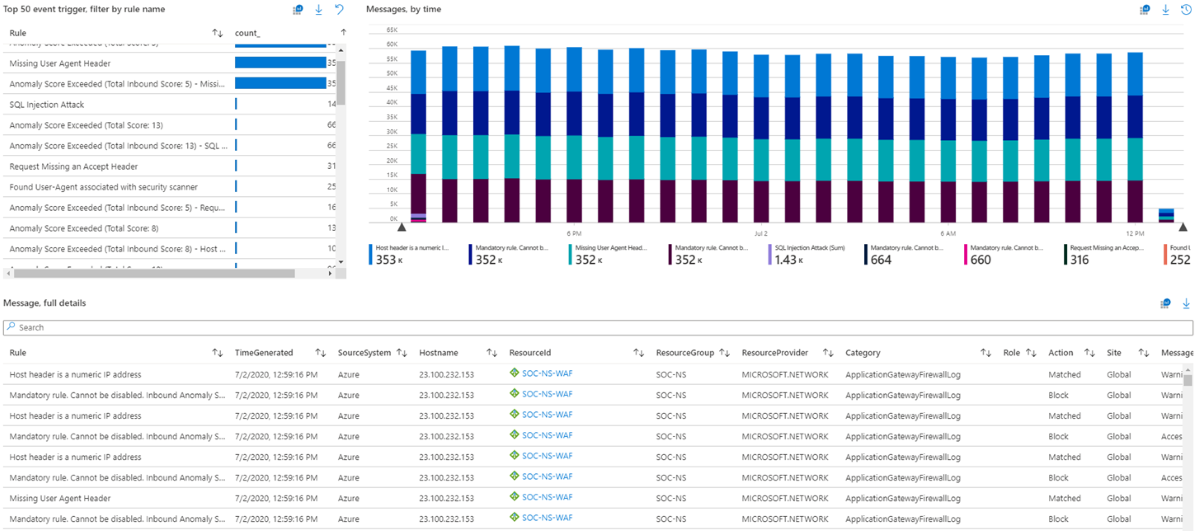 Top 50 event trigger, filter by rule name
Rule count_
Missing User Agent Header 35
Anomaly Score Exceeded (Total Inbound Score: 5) - Missi... 35
SQL Injection Attack 14
Anomaly Score Exceeded (Total Score: 13) 66
Anomaly Score Exceeded (Total Inbound Score: 13) - SQL ... 66
Request Missing an Accept Header 31
Found User-Agent associated with security scanner 25
Anomaly Score Exceeded (Total Inbound Score: 5) - Requ... 16
Anomaly Score Exceeded (Total Score: 8) 13
Anomaly Score Exceeded (Total Inbound Score: 8) - Host ... 10
Messages, by time
65K
60K
55K
50K
45K
40K
35K
30K
25K
20K
15K
10K
5K
0K
6 PM Jul 2 6 AM 12 PM
Host header is a numeric I... Mandatory rule. Cannot b... Missing User Agent Head... Mandatory rule. Cannot b... SQL Injection Attack (Sum) Mandatory rule. Cannot b... Mandatory rule. Cannot b... Request Missing an Accep... Found U
353 K 352 K 352 K 352 K 1.43 K 664 660 316 252
Message, full details
Search
Rule TimeGenerated SourceSystem Hostname ResourceId ResourceGroup ResourceProvider Category Role Action Site Message
Host header is a numeric IP address 7/2/2020, 12:59:16 PM Azure 23.100.232.153 SOC-NS-WAF SOC-NS MICROSOFT.NETWORK ApplicationGatewayFirewallLog Matched Global Warni
Mandatory rule. Cannot be disabled. Inbound Anomaly S... 7/2/2020, 12:59:16 PM Azure 23.100.232.153 SOC-NS-WAF SOC-NS MICROSOFT.NETWORK ApplicationGatewayFirewallLog Block Global Warni
Host header is a numeric IP address 7/2/2020, 12:59:16 PM Azure 23.100.232.153 SOC-NS-WAF SOC-NS MICROSOFT.NETWORK ApplicationGatewayFirewallLog Matched Global Warni
Mandatory rule. Cannot be disabled. Inbound Anomaly S... 7/2/2020, 12:59:16 PM Azure 23.100.232.153 SOC-NS-WAF SOC-NS MICROSOFT.NETWORK ApplicationGatewayFirewallLog Block Global Acces
Host header is a numeric IP address 7/2/2020, 12:59:16 PM Azure 23.100.232.153 SOC-NS-WAF SOC-NS MICROSOFT.NETWORK ApplicationGatewayFirewallLog Matched Global Warni
Mandatory rule. Cannot be disabled. Inbound Anomaly S... 7/2/2020, 12:59:16 PM Azure 23.100.232.153 SOC-NS-WAF SOC-NS MICROSOFT.NETWORK ApplicationGatewayFirewallLog Block Global Acces
Missing User Agent Header 7/2/2020, 12:59:16 PM Azure 23.100.232.153 SOC-NS-WAF SOC-NS MICROSOFT.NETWORK ApplicationGatewayFirewallLog Matched Global Warni
Mandatory rule. Cannot be disabled. Inbound Anomaly S... 7/2/2020, 12:59:16 PM Azure 23.100.232.153 SOC-NS-WAF SOC-NS MICROSOFT.NETWORK ApplicationGatewayFirewallLog Block Global Acces